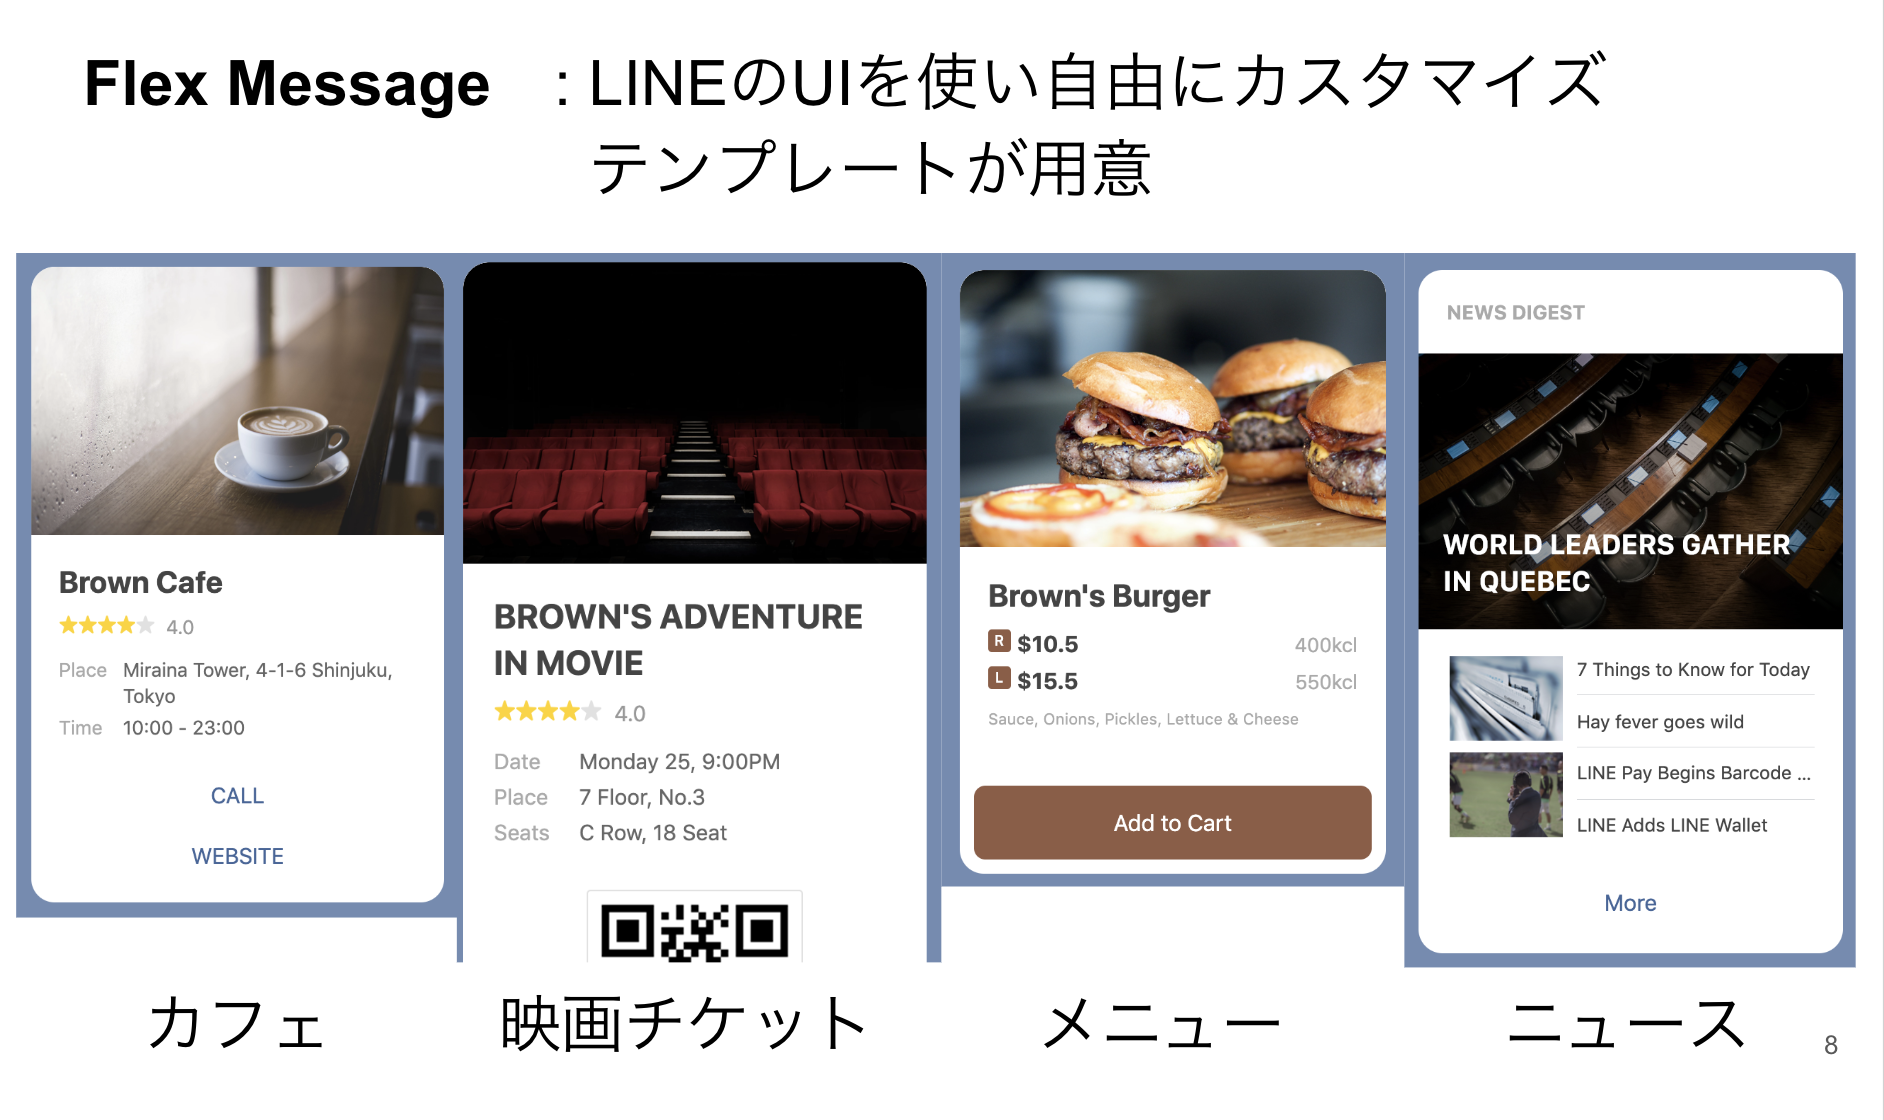 Flex Message : LINEのUIを使い自由にカスタマイズ
テンプレートが用意
Brown Cafe
4.0
Place Miraina Tower, 4-1-6 Shinjuku,
Tokyo
Time 10:00 - 23:00
CALL
WEBSITE
カフェ
BROWN'S ADVENTURE
IN MOVIE
4.0
Date Monday 25, 9:00PM
Place 7 Floor, No.3
Seats C Row, 18 Seat
映画チケット
Brown's Burger
R $10.5 400kcl
L $15.5 550kcl
Sauce, Onions, Pickles, Lettuce & Cheese
Add to Cart
メニュー
NEWS DIGEST
WORLD LEADERS GATHER
IN QUEBEC
7 Things to Know for Today
Hay fever goes wild
LINE Pay Begins Barcode ...
LINE Adds LINE Wallet
More
ニュース
8